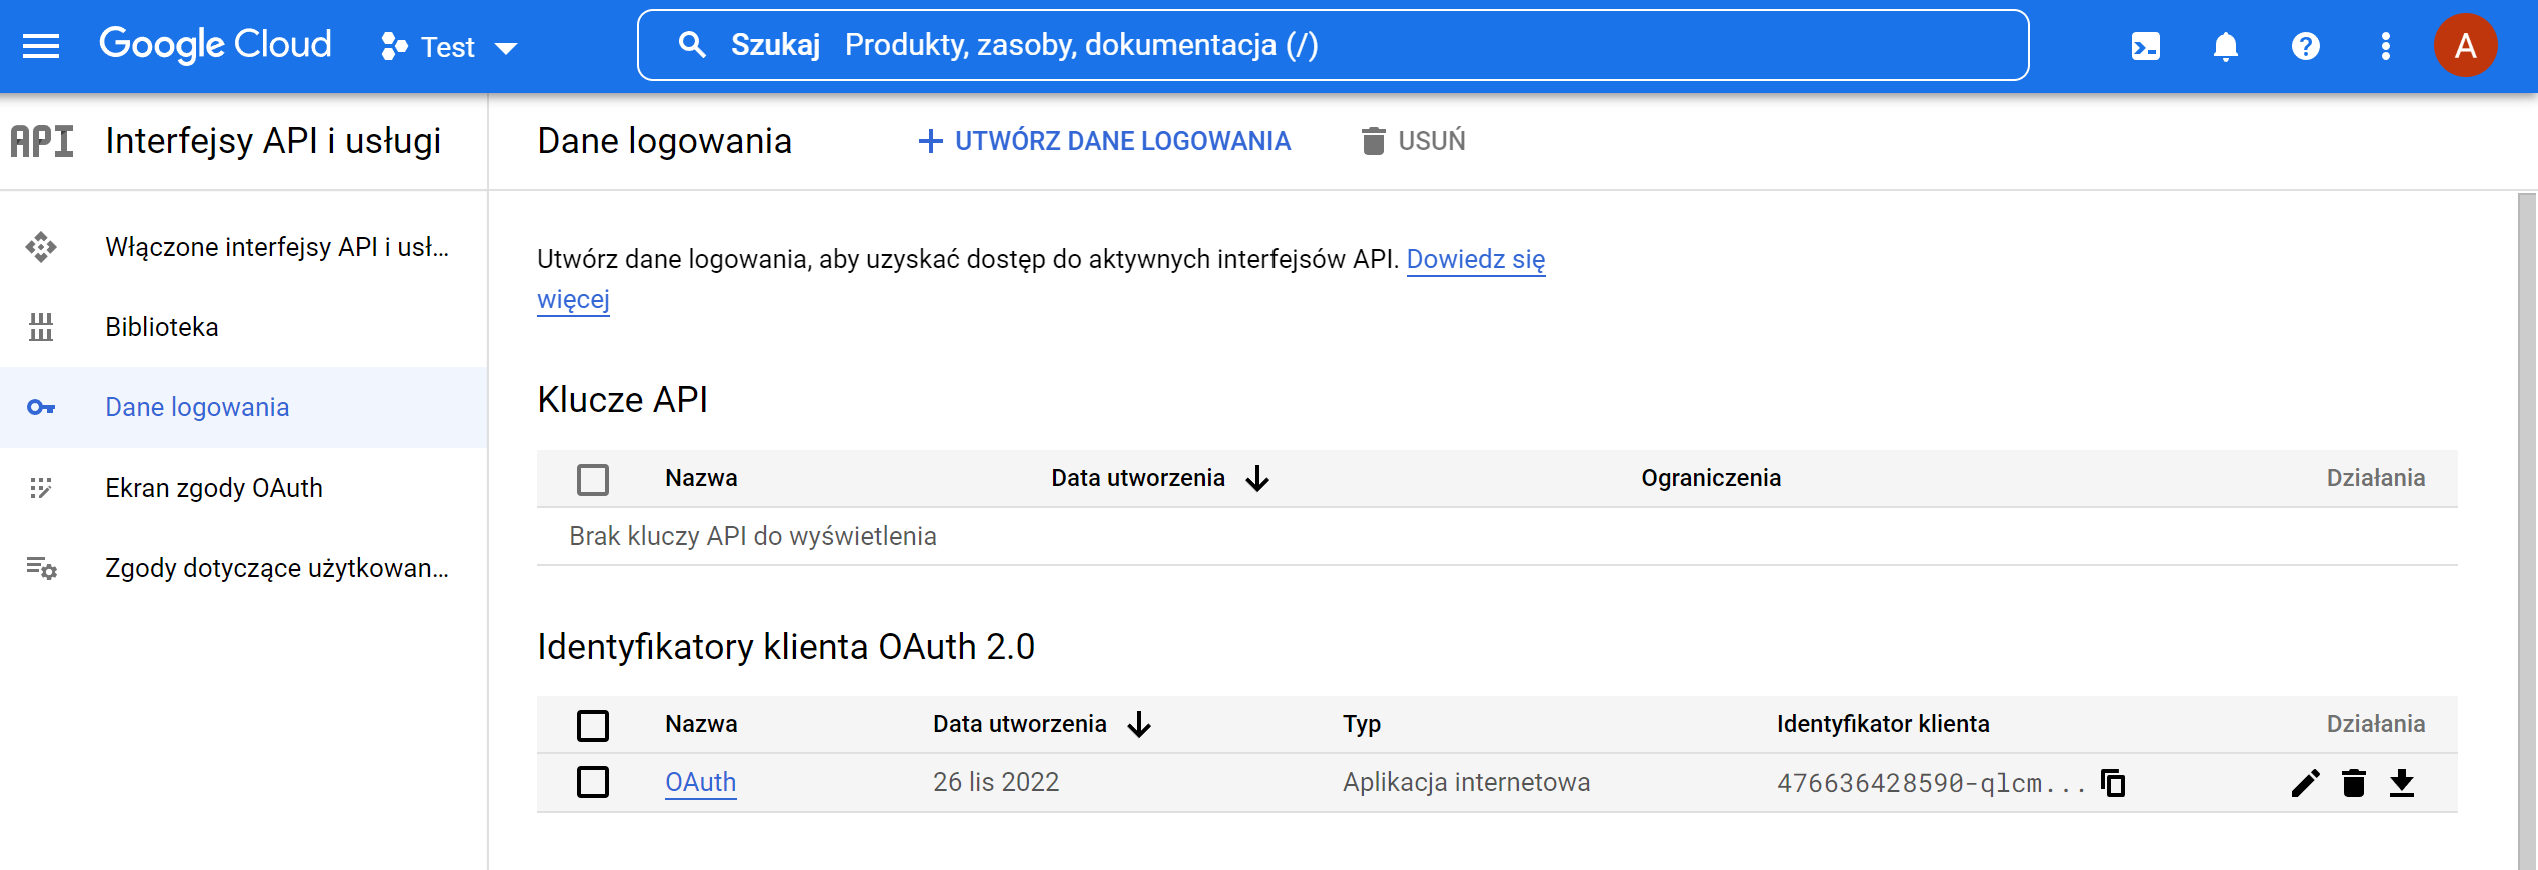 Google Cloud
Test
Szukaj Produkty, zasoby, dokumentacja (/)
A
API Interfejsy API i usługi
Włączone interfejsy API i usł...
Biblioteka
Dane logowania
Ekran zgody OAuth
Zgody dotyczące użytkowan...
Dane logowania
UTWÓRZ DANE LOGOWANIA
USUŃ
Utwórz dane logowania, aby uzyskać dostęp do aktywnych interfejsów API. Dowiedz się
więcej
Klucze API
Nazwa Data utworzenia Ograniczenia Działania
Brak kluczy API do wyświetlenia
Identyfikatory klienta OAuth 2.0
Nazwa Data utworzenia Typ Identyfikator klienta Działania
OAuth 26 lis 2022 Aplikacja internetowa 476636428590-qlcm...